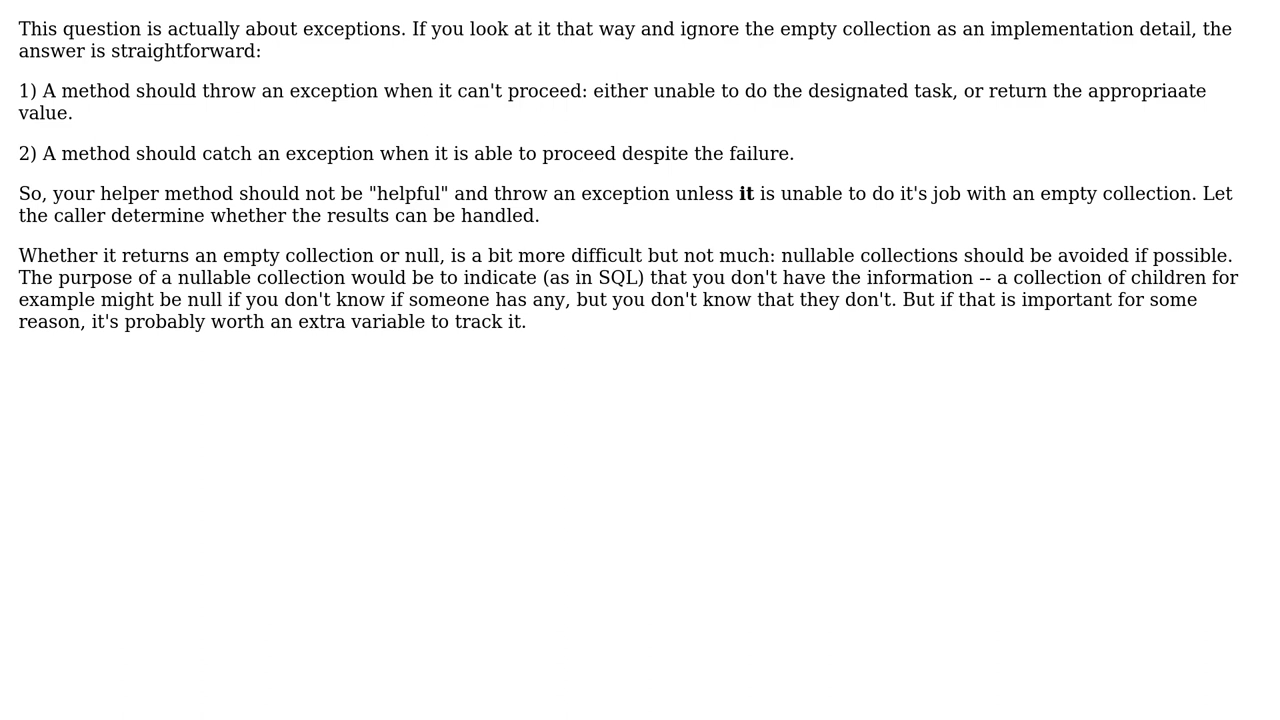 This question is actually about exceptions. If you look at it that way and ignore the empty collection as an implementation detail, the
answer is straightforward:
1) A method should throw an exception when it can't proceed: either unable to do the designated task, or return the appropriaate
value.
2) A method should catch an exception when it is able to proceed despite the failure.
So, your helper method should not be "helpful" and throw an exception unless it is unable to do it's job with an empty collection. Let
the caller determine whether the results can be handled.
Whether it returns an empty collection or null, is a bit more difficult but not much: nullable collections should be avoided if possible.
The purpose of a nullable collection would be to indicate (as in SQL) that you don't have the information -- a collection of children for
example might be null if you don't know if someone has any, but you don't know that they don't. But if that is important for some
reason, it's probably worth an extra variable to track it.